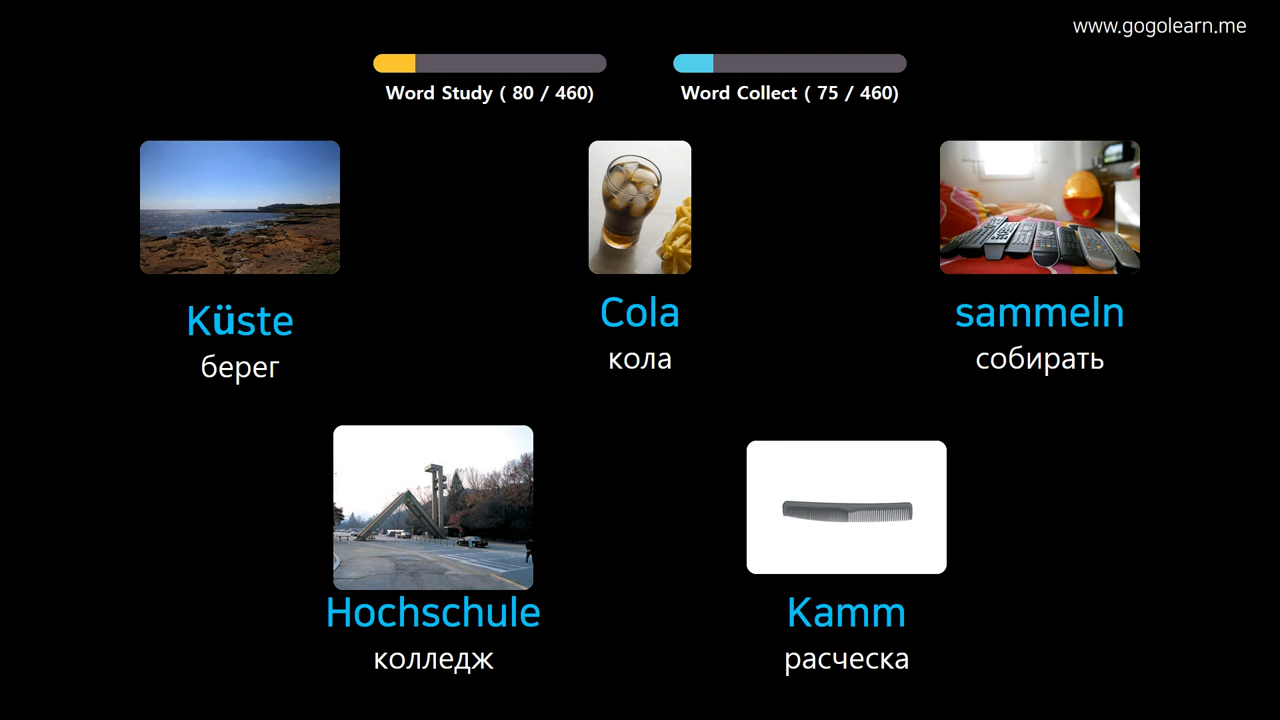 www.gogolearn.me
Word Study ( 80 / 460)
Word Collect ( 75 / 460)
Küste
берег
Cola
кола
sammeln
собирать
Hochschule
колледж
Kamm
расческа